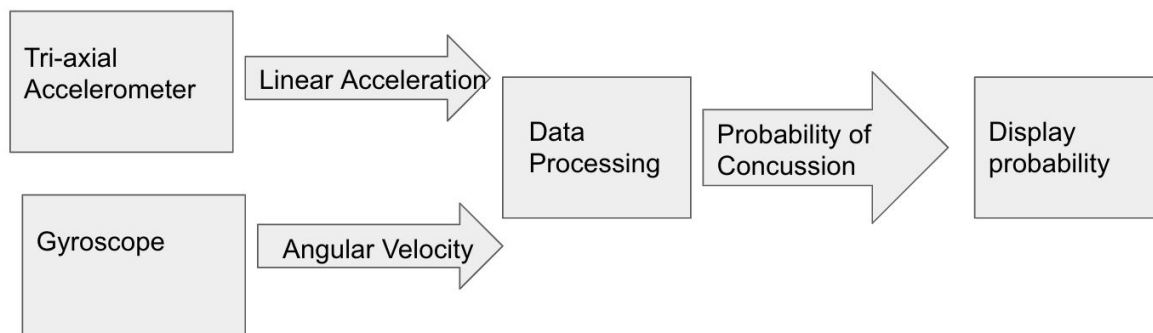 Tri-axial
Accelerometer
Linear Acceleration
Gyroscope
Angular Velocity
Data
Processing
Probability of
Concussion
Display
probability